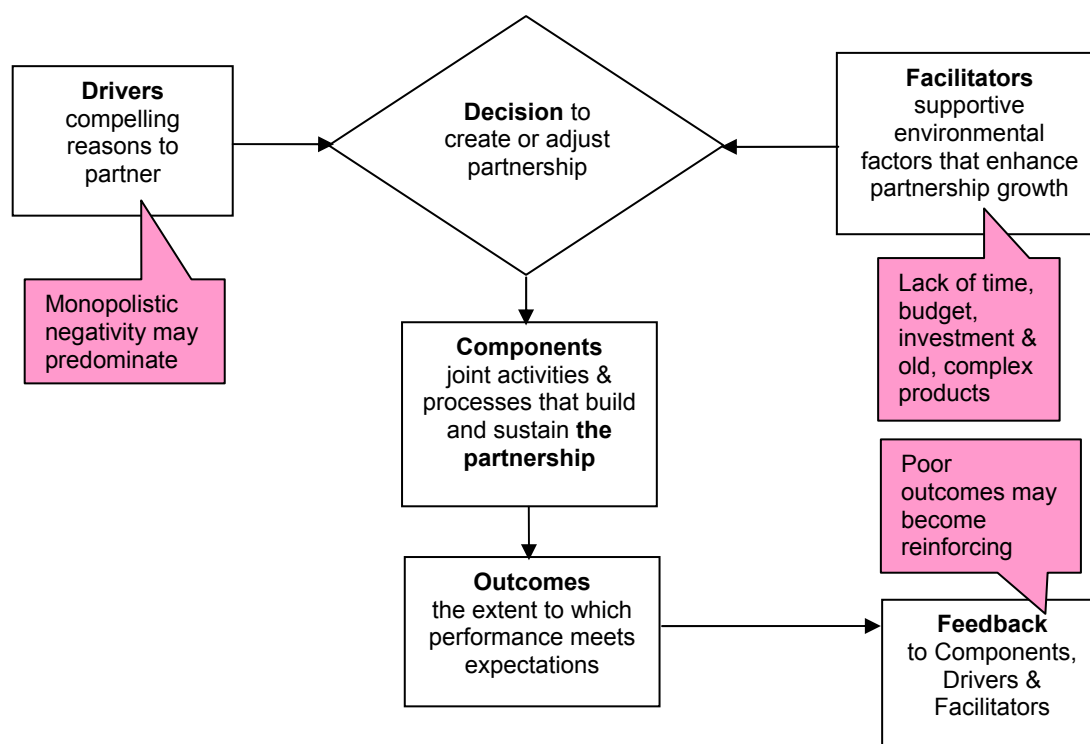 Drivers
compelling
reasons to
partner
Decision to
create or adjust
partnership
Facilitators
supportive
environmental
factors that enhance
partnership growth
Monopolistic
negativity may
predominate
Lack of time,
budget,
investment &
old, complex
products
Components
joint activities &
processes that build
and sustain the
partnership
Poor
outcomes may
become
reinforcing
Outcomes
the extent to which
performance meets
expectations
Feedback
to Components,
Drivers &
Facilitators